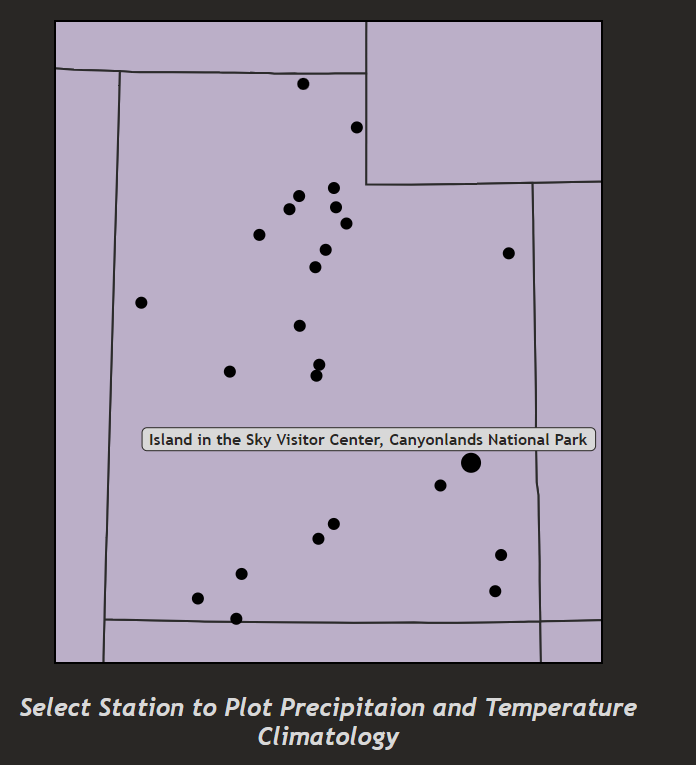 Island in the Sky Visitor Center, Canyonlands National Park
Select Station to Plot Precipitaion and Temperature
Climatology